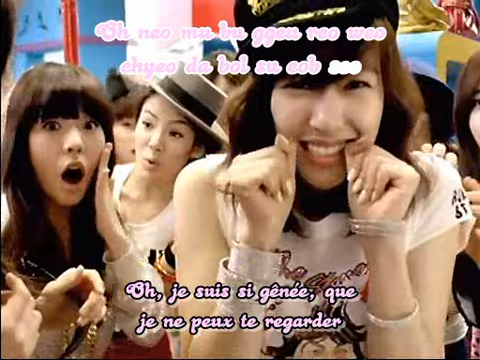 Oh neo mu bu ggeu reo weo
chyeo da bol su eob seo
Oh, je suis si gênée, que
je ne peux te regarder